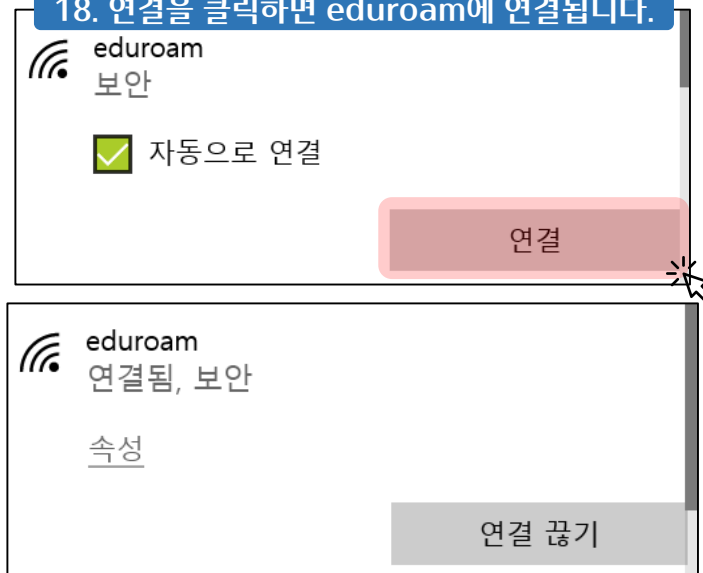 18. 연결을 클릭하면 eduroam에 연결됩니다.
eduroam
보안
자동으로 연결
연결
eduroam
연결됨, 보안
속성
연결 끊기